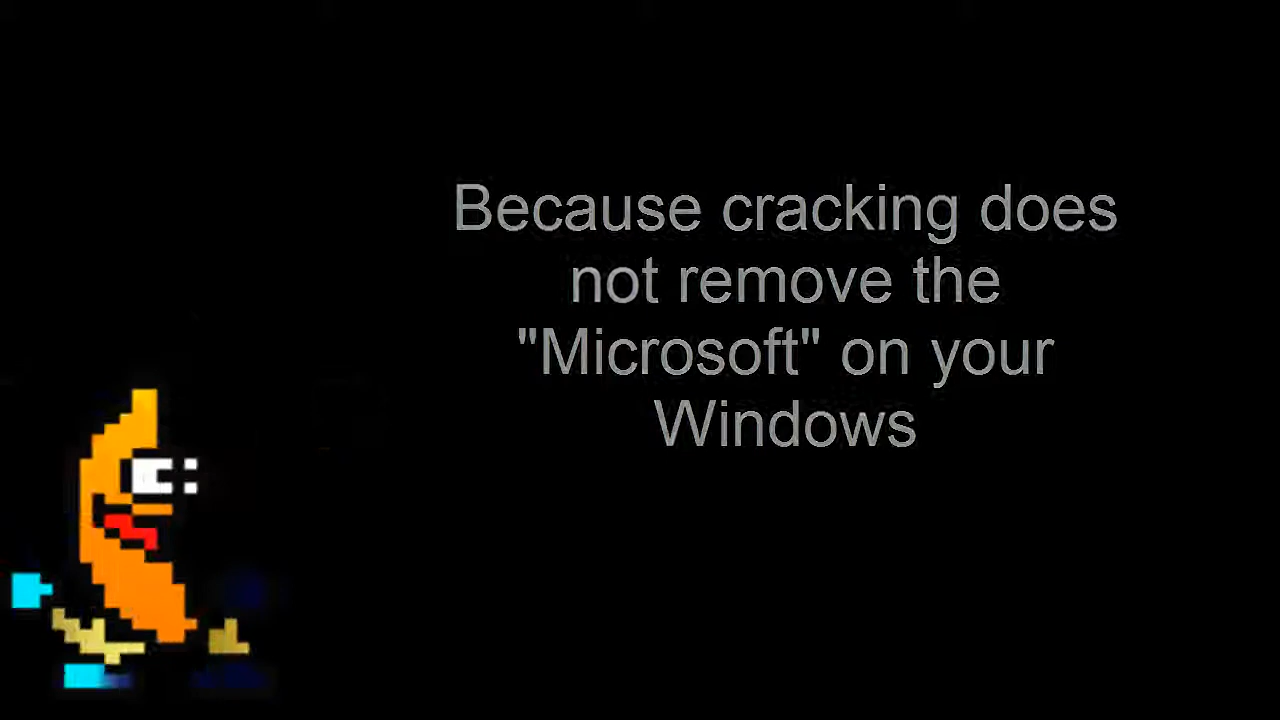 Because cracking does
not remove the
"Microsoft" on your
Windows